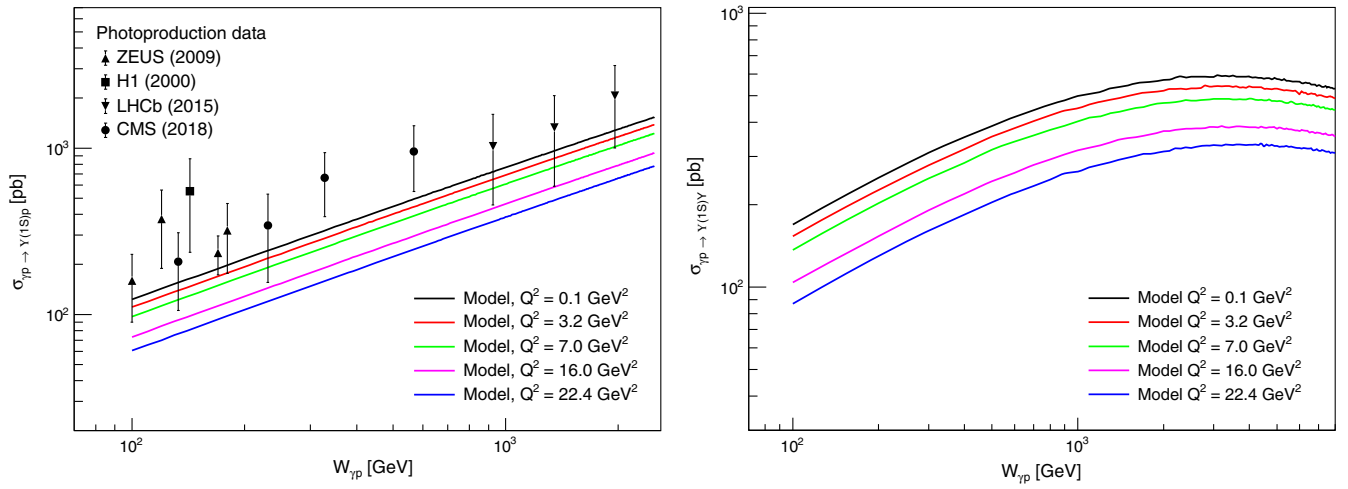 Photoproduction data
ZEUS (2009)
H1 (2000)
LHCb (2015)
CMS (2018)
10³
10²
σγp → ϒ(1S)p [pb]
Model, Q² = 0.1 GeV²
Model, Q² = 3.2 GeV²
Model, Q² = 7.0 GeV²
Model, Q² = 16.0 GeV²
Model, Q² = 22.4 GeV²
10² 10³
Wγp [GeV]
10³
10²
σγp → ϒ(1S)Y [pb]
Model Q² = 0.1 GeV²
Model Q² = 3.2 GeV²
Model Q² = 7.0 GeV²
Model Q² = 16.0 GeV²
Model Q² = 22.4 GeV²
10² 10³
Wγp [GeV]